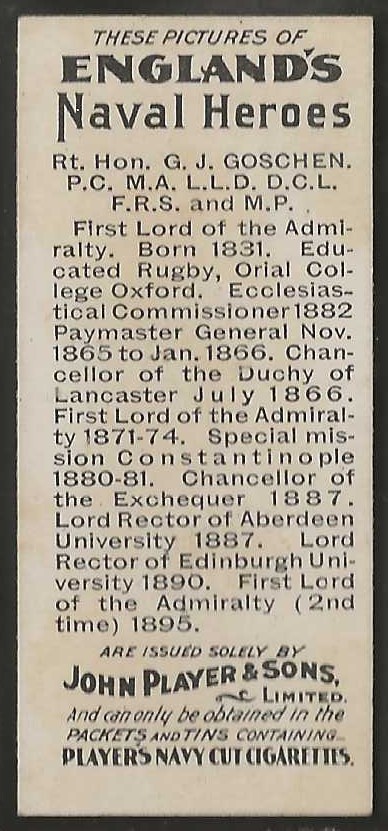 THESE PICTURES OF
ENGLAND'S
Naval Heroes
Rt. Hon. G. J. GOSCHEN.
P.C. M.A. L.L.D. D.C.L.
F.R.S. and M.P.
First Lord of the Admi-
ralty. Born 1831. Edu-
cated Rugby, Orial Col-
lege Oxford. Ecclesias-
tical Commissioner 1882
Paymaster General Nov.
1865 to Jan. 1866. Chan-
cellor of the Duchy of
Lancaster July 1866.
First Lord of the Admiral-
ty 1871-74. Special mis-
sion Constantinople
1880-81. Chancellor of
the Exchequer 1887.
Lord Rector of Aberdeen
University 1887. Lord
Rector of Edinburgh Uni-
versity 1890. First Lord
of the Admiralty (2nd
time) 1895.
ARE ISSUED SOLELY BY
JOHN PLAYER & SONS,
LIMITED.
And can only be obtained in the
PACKETS AND TINS CONTAINING
PLAYER'S NAVY CUT CIGARETTES.